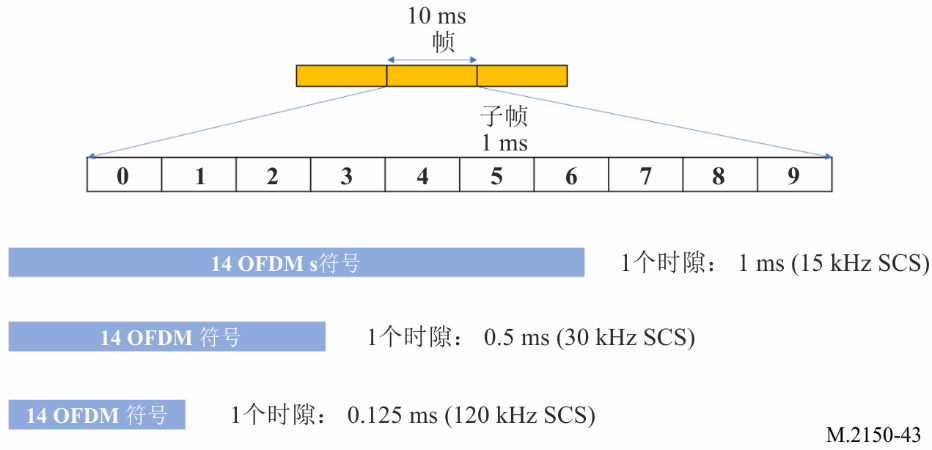 10 ms
帧
子帧
1 ms
0 1 2 3 4 5 6 7 8 9
14 OFDM s符号 1个时隙： 1 ms (15 kHz SCS)
14 OFDM 符号 1个时隙： 0.5 ms (30 kHz SCS)
14 OFDM 符号 1个时隙： 0.125 ms (120 kHz SCS)
M.2150-43